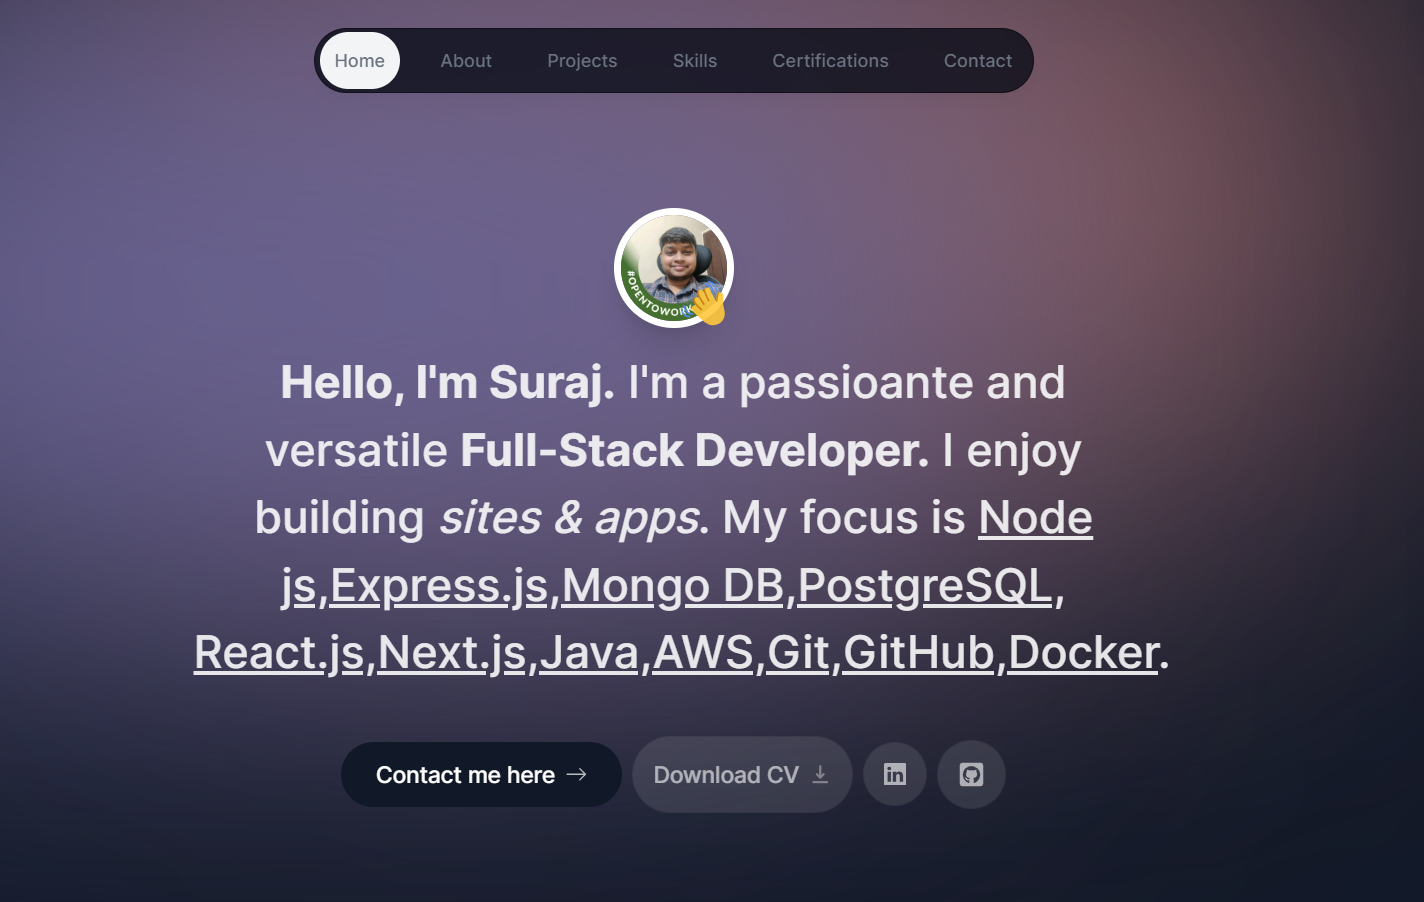 Home About Projects Skills Certifications Contact
#OPENTOWORK
Hello, I'm Suraj. I'm a passioante and
versatile Full-Stack Developer. I enjoy
building sites & apps. My focus is Node
js,Express.js,Mongo DB,PostgreSQL,
React.js,Next.js,Java,AWS,Git,GitHub,Docker.
Contact me here → Download CV in